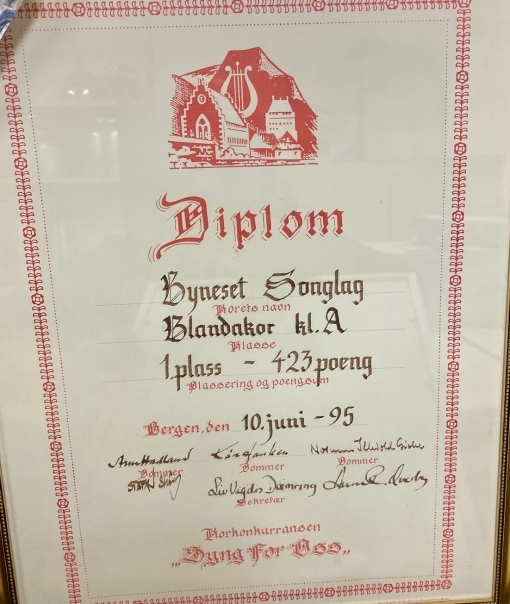 Diplom
Byneset Songlag
Korets navn
Blandakor kl. A
Klasse
1. plass - 423 poeng
Plassering og poengsum
Bergen, den 10. juni - 95
Dommer Dommer Dommer
Sekretær
Korkonkurransen
„Syng For Oss„